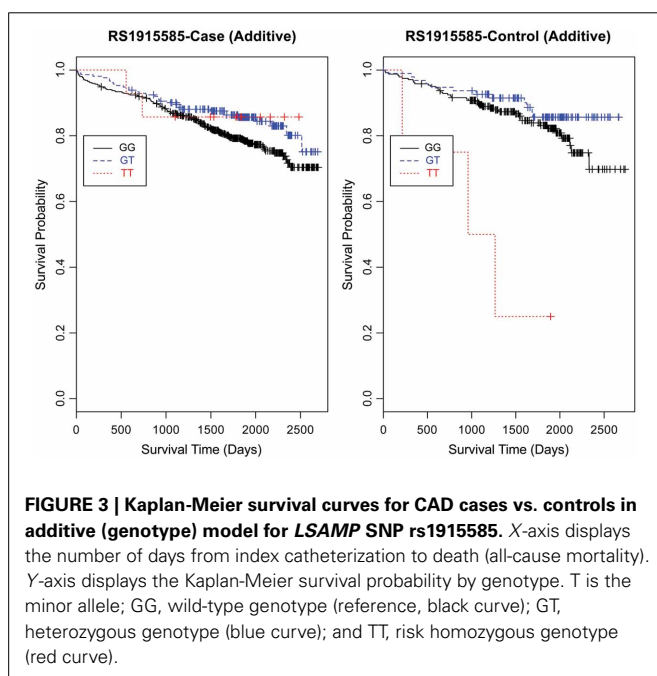 RS1915585-Case (Additive)
RS1915585-Control (Additive)
Survival Probability
1.0
0.8
0.6
0.4
0.2
0.0
GG
GT
TT
0 500 1000 1500 2000 2500
Survival Time (Days)
Survival Probability
1.0
0.8
0.6
0.4
0.2
0.0
GG
GT
TT
0 500 1000 1500 2000 2500
Survival Time (Days)
FIGURE 3 | Kaplan-Meier survival curves for CAD cases vs. controls in
additive (genotype) model for LSAMP SNP rs1915585. X-axis displays
the number of days from index catheterization to death (all-cause mortality).
Y-axis displays the Kaplan-Meier survival probability by genotype. T is the
minor allele; GG, wild-type genotype (reference, black curve); GT,
heterozygous genotype (blue curve); and TT, risk homozygous genotype
(red curve).